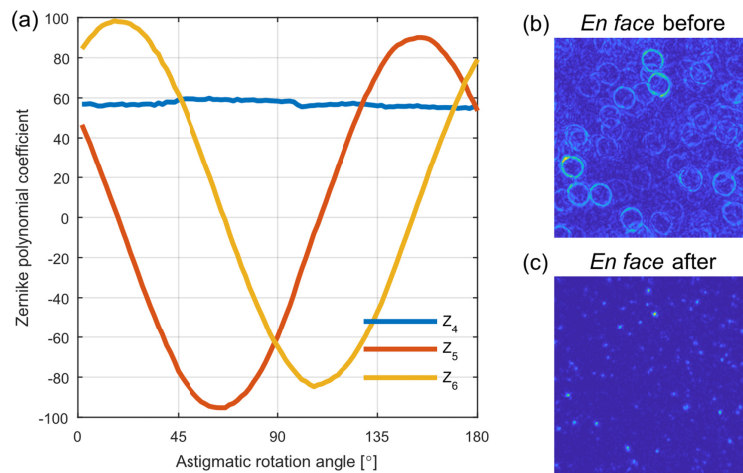 (a)
Zernike polynomial coefficient
100
80
60
40
20
0
-20
-40
-60
-80
-100
0
45
90
135
180
Astigmatic rotation angle [°]
Z4
Z5
Z6
(b) En face before
(c) En face after